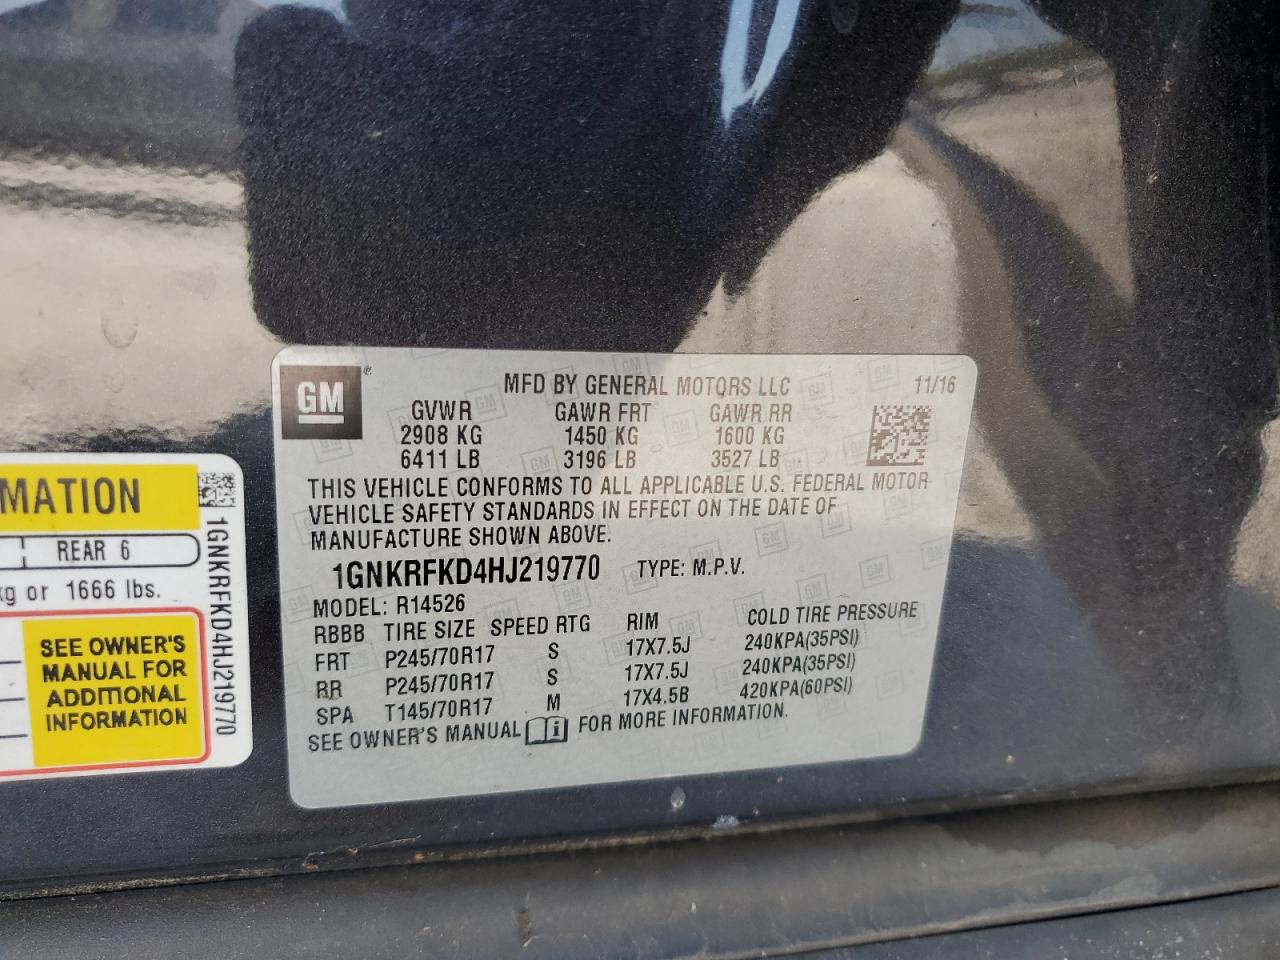 MATION
REAR 6
kg or 1666 lbs.
SEE OWNER'S
MANUAL FOR
ADDITIONAL
INFORMATION
1GNKRFKD4HJ219770
GM
MFD BY GENERAL MOTORS LLC 11/16
GVWR GAWR FRT GAWR RR
2908 KG 1450 KG 1600 KG
6411 LB 3196 LB 3527 LB
THIS VEHICLE CONFORMS TO ALL APPLICABLE U.S. FEDERAL MOTOR
VEHICLE SAFETY STANDARDS IN EFFECT ON THE DATE OF
MANUFACTURE SHOWN ABOVE.
1GNKRFKD4HJ219770 TYPE: M.P.V.
MODEL: R14526
RBBB TIRE SIZE SPEED RTG RIM COLD TIRE PRESSURE
FRT P245/70R17 S 17X7.5J 240KPA(35PSI)
RR P245/70R17 S 17X7.5J 240KPA(35PSI)
SPA T145/70R17 M 17X4.5B 420KPA(60PSI)
SEE OWNER'S MANUAL FOR MORE INFORMATION.